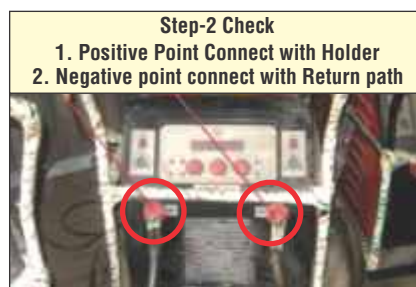 Step-2 Check
1. Positive Point Connect with Holder
2. Negative point connect with Return path